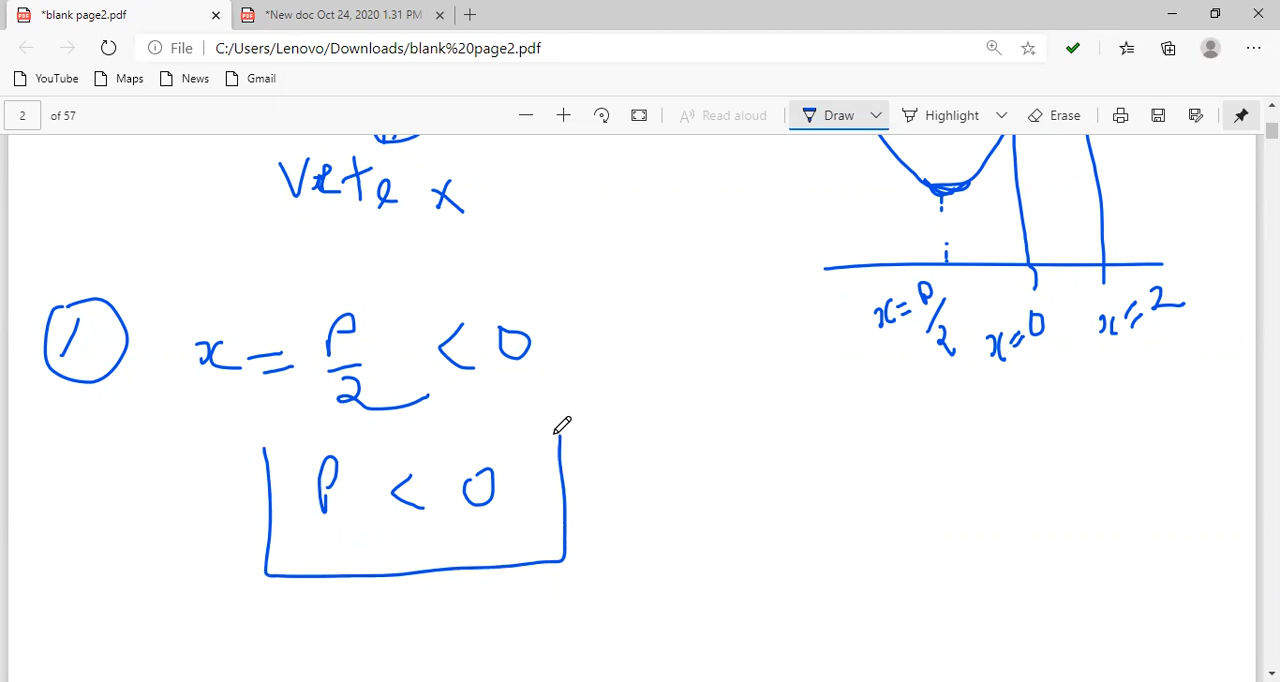 *blank page2.pdf
*New doc Oct 24, 2020 1.31 PM
File C:/Users/Lenovo/Downloads/blank%20page2.pdf
YouTube Maps News Gmail
2 of 57 Read aloud Draw Highlight Erase
x
x = P/2
x = 0
x = 2
1 x = P/2 < 0
P < 0